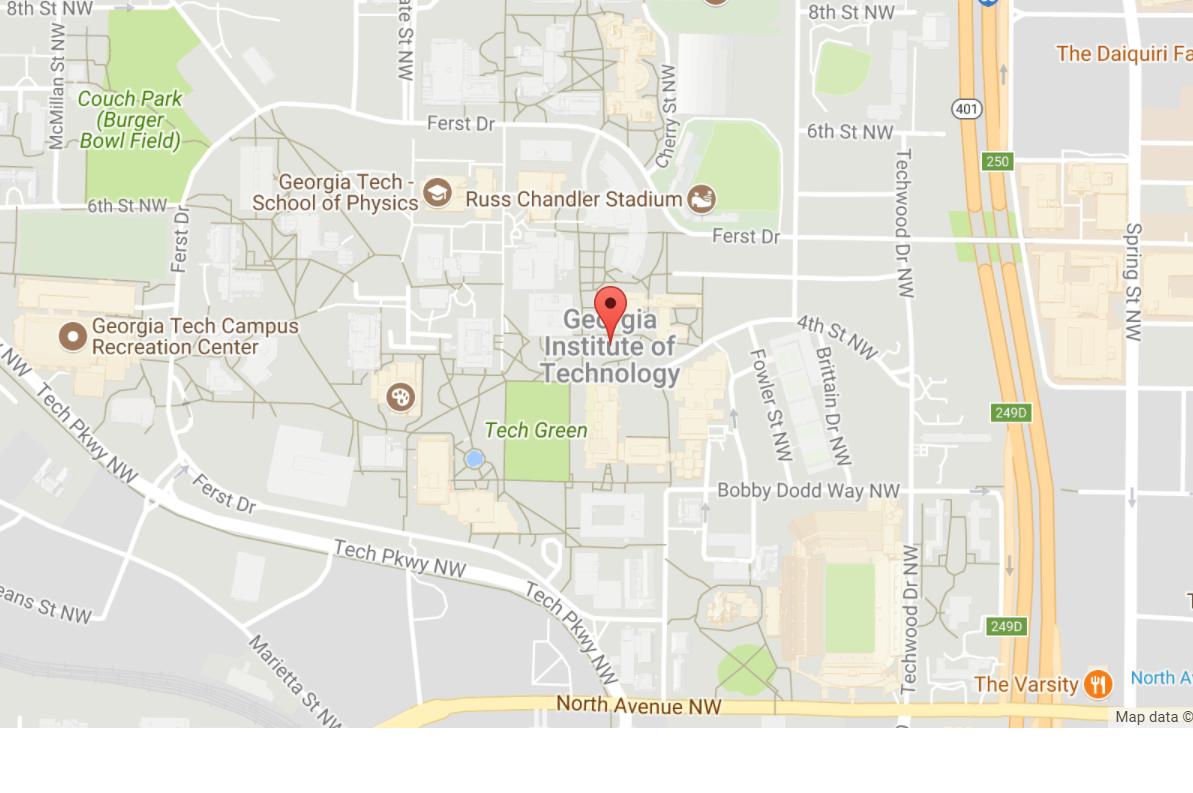 8th St NW
ate St NW
8th St NW
The Daiquiri Fa
McMillan St NW
Couch Park
(Burger
Bowl Field)
Ferst Dr
Cherry St NW
6th St NW
401
250
Georgia Tech -
School of Physics
Russ Chandler Stadium
6th St NW
Ferst Dr
Ferst Dr
Techwood Dr NW
Spring St NW
Georgia Tech Campus
Recreation Center
Georgia
Institute of
Technology
4th St NW
Fowler St NW
Brittain Dr NW
y NW
Tech Pkwy NW
Tech Green
249D
Ferst Dr
Bobby Dodd Way NW
Tech Pkwy NW
Tech Pkwy NW
Techwood Dr NW
eans St NW
Marietta St NW
249D
The Varsity
North A
North Avenue NW
Map data ©